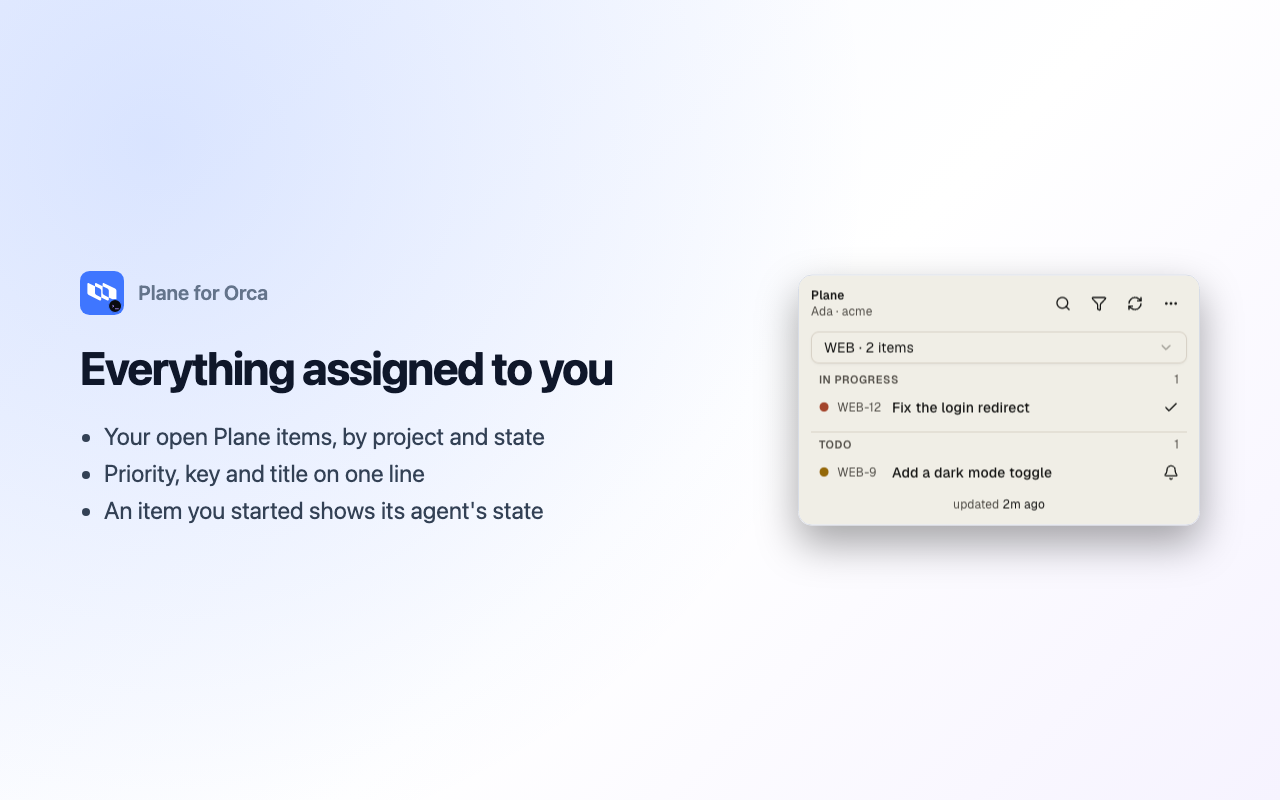 Plane for Orca
Everything assigned to you
Your open Plane items, by project and state
Priority, key and title on one line
An item you started shows its agent's state
Plane
Ada · acme
WEB · 2 items
IN PROGRESS 1
WEB-12 Fix the login redirect
TODO 1
WEB-9 Add a dark mode toggle
updated 2m ago